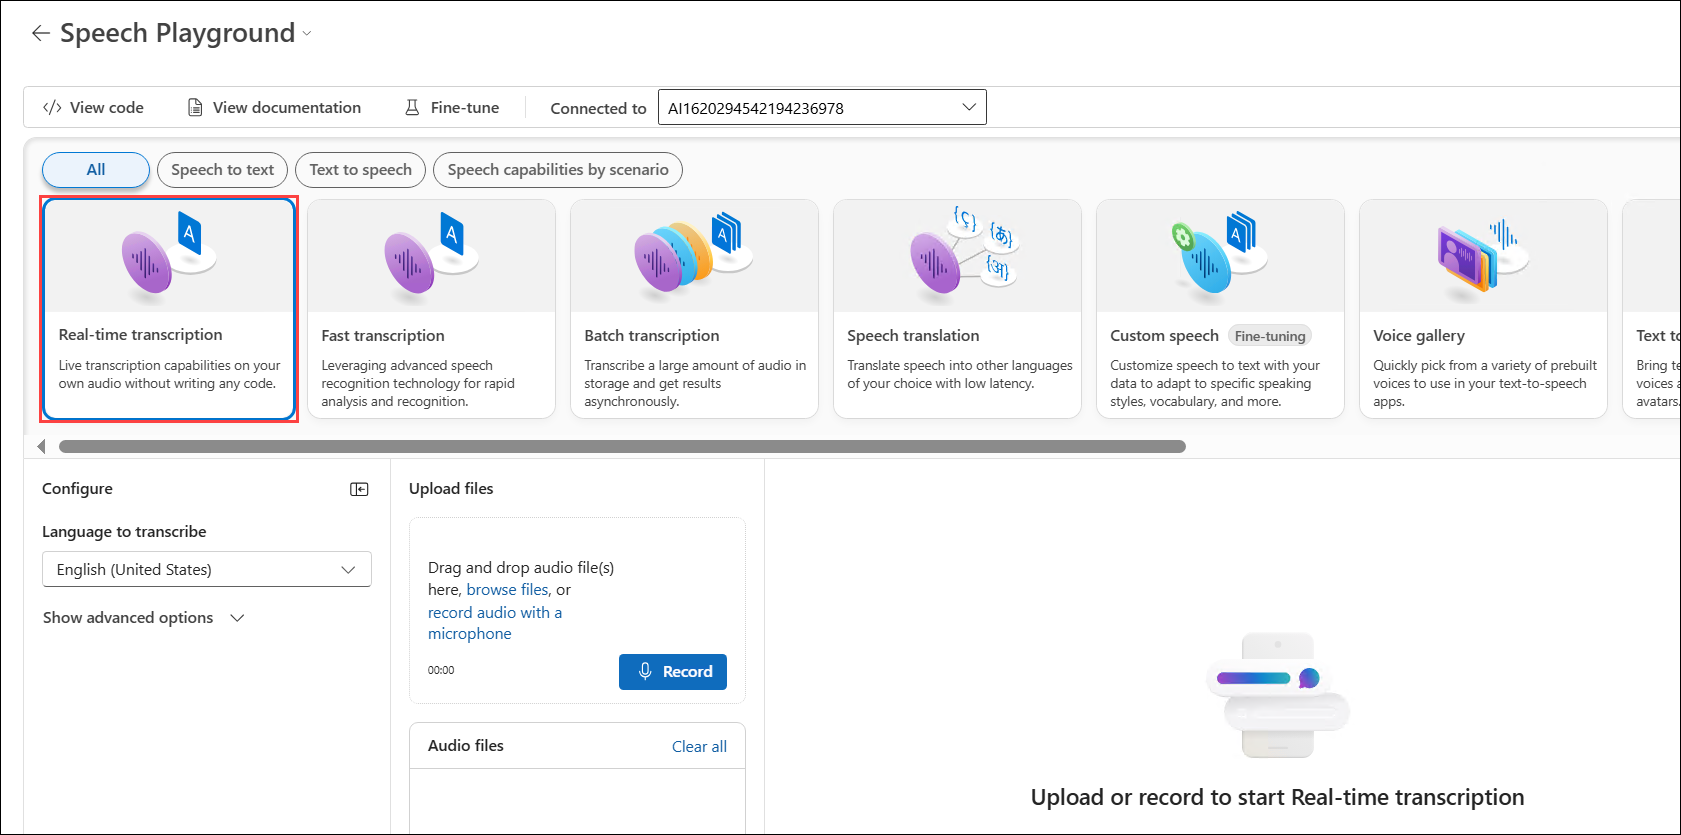 Speech Playground
View code
View documentation
Fine-tune
Connected to
AI1620294542194236978
All
Speech to text
Text to speech
Speech capabilities by scenario
A
Real-time transcription
Live transcription capabilities on your
own audio without writing any code.
A
Fast transcription
Leveraging advanced speech
recognition technology for rapid
analysis and recognition.
A
Batch transcription
Transcribe a large amount of audio in
storage and get results
asynchronously.
{ç}
{あ}
{अ}
Speech translation
Translate speech into other languages
of your choice with low latency.
A
Custom speech Fine-tuning
Customize speech to text with your
data to adapt to specific speaking
styles, vocabulary, and more.
Voice gallery
Quickly pick from a variety of prebuilt
voices to use in your text-to-speech
apps.
Text to
Bring te
voices a
avatars.
Configure
Language to transcribe
English (United States)
Show advanced options
Upload files
Drag and drop audio file(s)
here, browse files, or
record audio with a
microphone
00:00
Record
Audio files
Clear all
Upload or record to start Real-time transcription